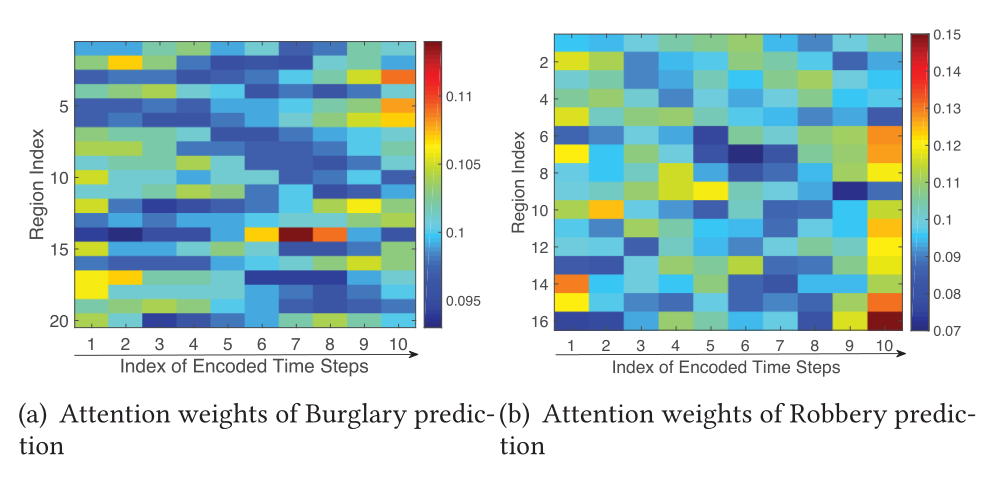 Region Index
5
10
15
20
1 2 3 4 5 6 7 8 9 10
Index of Encoded Time Steps
0.11
0.105
0.1
0.095
Region Index
2
4
6
8
10
12
14
16
1 2 3 4 5 6 7 8 9 10
Index of Encoded Time Steps
0.15
0.14
0.13
0.12
0.11
0.1
0.09
0.08
0.07
(a) Attention weights of Burglary predic-
tion
(b) Attention weights of Robbery predic-
tion